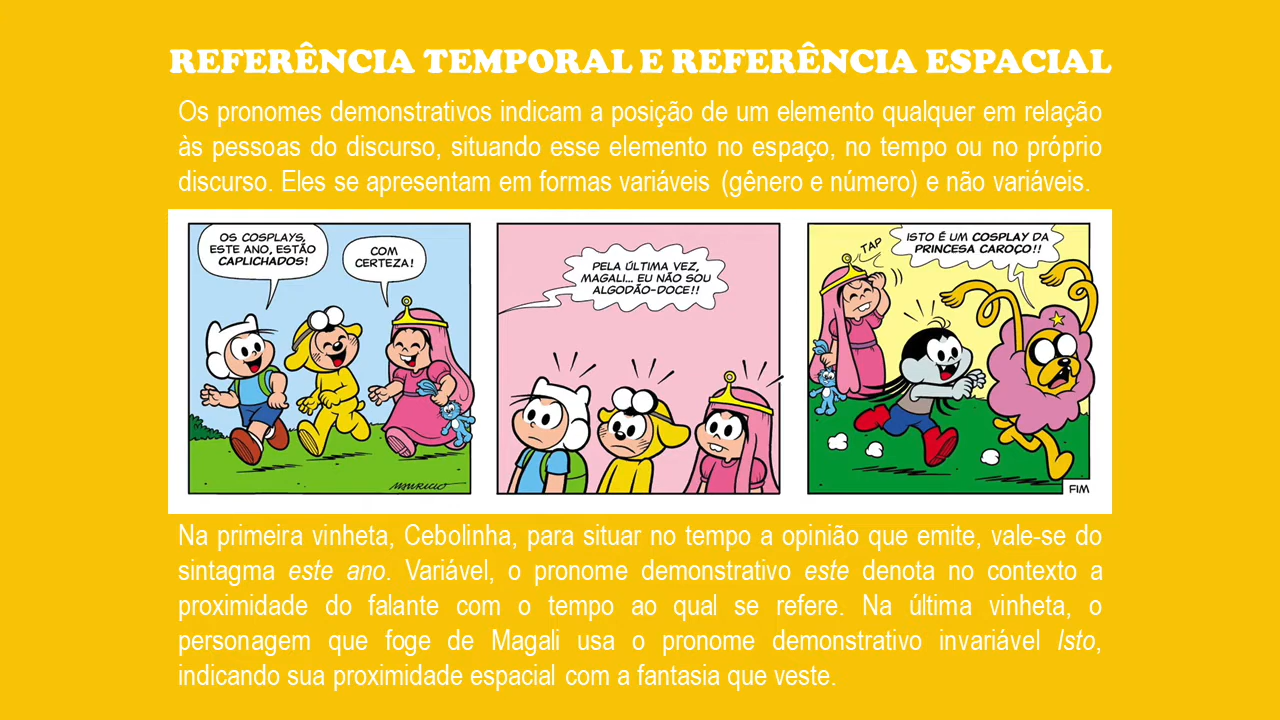 REFERÊNCIA TEMPORAL E REFERÊNCIA ESPACIAL
Os pronomes demonstrativos indicam a posição de um elemento qualquer em relação
às pessoas do discurso, situando esse elemento no espaço, no tempo ou no próprio
discurso. Eles se apresentam em formas variáveis (gênero e número) e não variáveis.
OS COSPLAYS,
ESTE ANO, ESTÃO
CAPLICHADOS!
COM
CERTEZA!
MAURICIO
PELA ÚLTIMA VEZ,
MAGALI... EU NÃO SOU
ALGODÃO-DOCE!!
TAP
ISTO É UM COSPLAY DA
PRINCESA CAROÇO!!
FIM
Na primeira vinheta, Cebolinha, para situar no tempo a opinião que emite, vale-se do
sintagma este ano. Variável, o pronome demonstrativo este denota no contexto a
proximidade do falante com o tempo ao qual se refere. Na última vinheta, o
personagem que foge de Magali usa o pronome demonstrativo invariável Isto,
indicando sua proximidade espacial com a fantasia que veste.